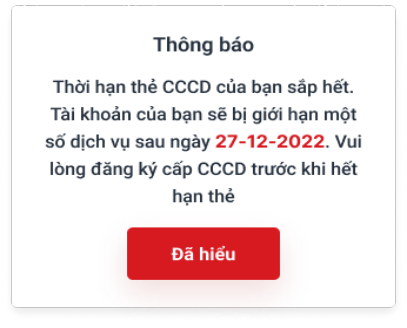 Thông báo
Thời hạn thẻ CCCD của bạn sắp hết.
Tài khoản của bạn sẽ bị giới hạn một
số dịch vụ sau ngày 27-12-2022. Vui
lòng đăng ký cấp CCCD trước khi hết
hạn thẻ
Đã hiểu